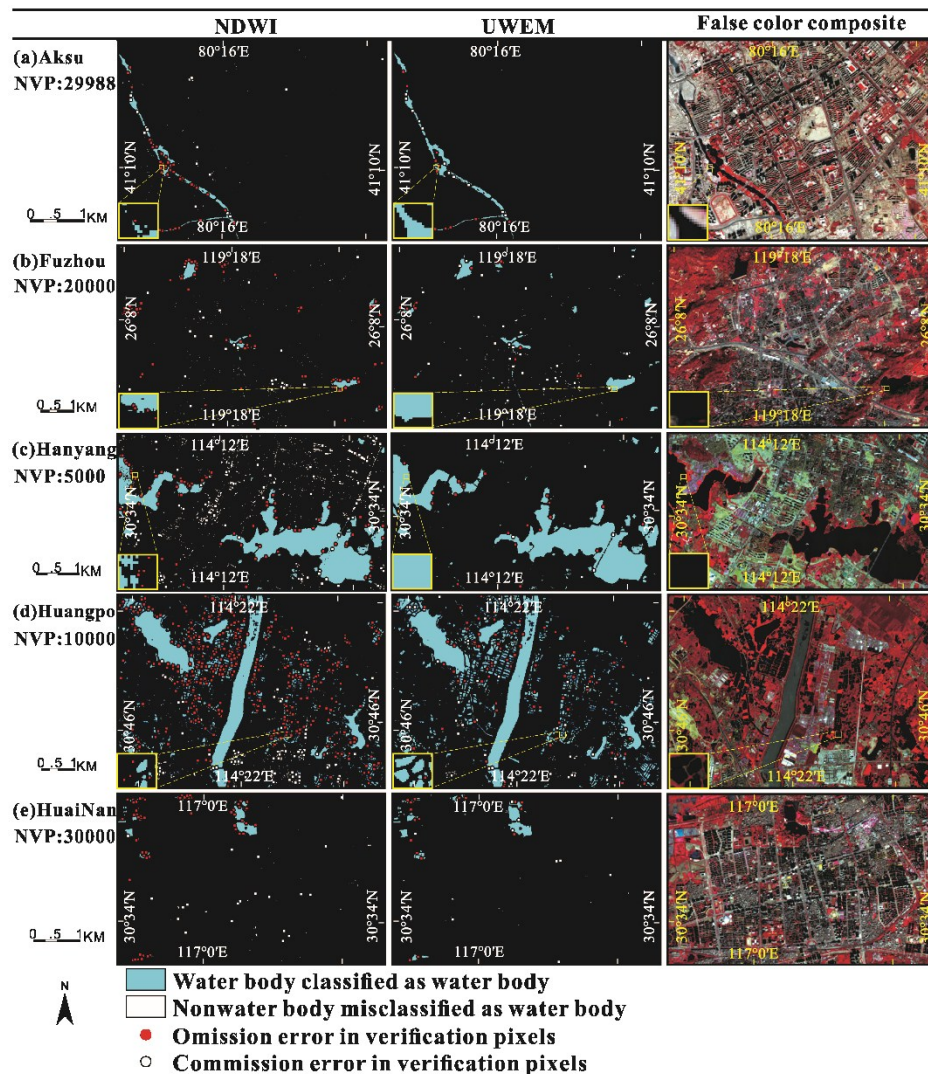 NDWI UWEM False color composite
(a)Aksu
NVP:29988
80°16′E 80°16′E 80°16′E
41°10′N 41°10′N 41°10′N 41°10′N
0 .5 1KM
80°16′E 80°16′E 80°16′E
(b)Fuzhou
NVP:20000
119°18′E 119°18′E 119°18′E
26°8′N 26°8′N 26°8′N 26°8′N
0 .5 1KM
119°18′E 119°18′E 119°18′E
(c)Hanyang
NVP:5000
114°12′E 114°12′E 114°12′E
30°34′N 30°34′N 30°34′N 30°34′N 30°34′N 30°34′N
0 .5 1KM
114°12′E 114°12′E 114°12′E
(d)Huangpo
NVP:10000
114°22′E 114°22′E 114°22′E
30°46′N 30°46′N 30°46′N 30°46′N 30°46′N 30°46′N
0 .5 1KM
114°22′E 114°22′E 114°22′E
(e)HuaiNan
NVP:30000
117°0′E 117°0′E 117°0′E
30°34′N 30°34′N 30°34′N 30°34′N 30°34′N 30°34′N
0 .5 1KM
117°0′E 117°0′E 117°0′E
N
Water body classified as water body
Nonwater body misclassified as water body
Omission error in verification pixels
Commission error in verification pixels